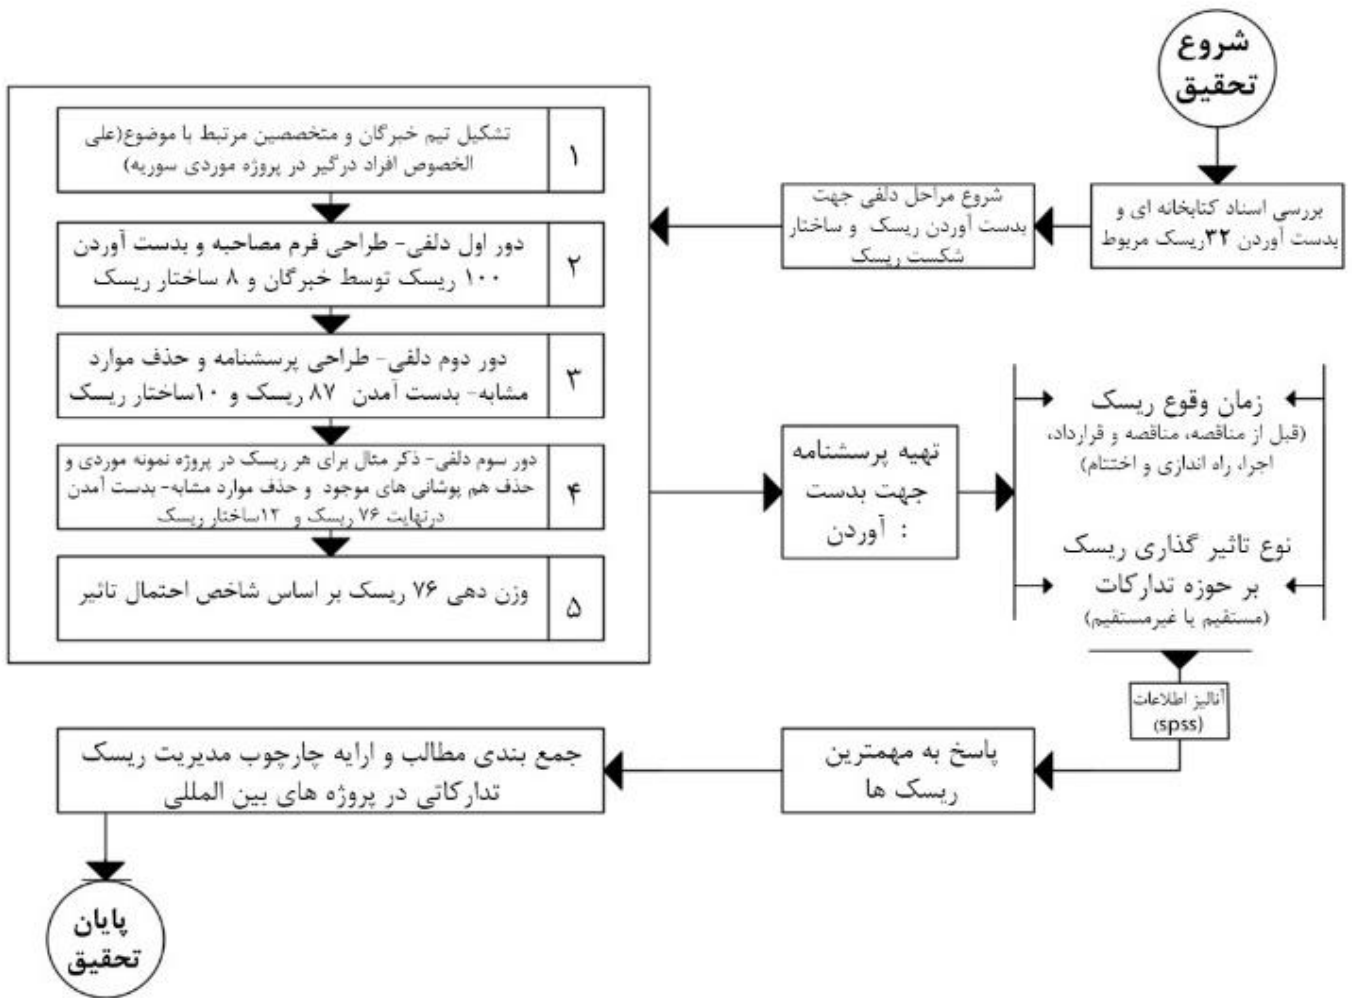 شروع
تحقیق
بررسی اسناد کتابخانه ای و
بدست آوردن ۳۲ریسک مربوط
شروع مراحل دلفی جهت
بدست آوردن ریسک و ساختار
شکست ریسک
۱
تشکیل تیم خبرگان و متخصصین مرتبط با موضوع(علی
الخصوص افراد درگیر در پروژه موردی سوریه)
۲
دور اول دلفی- طراحی فرم مصاحبه و بدست آوردن
۱۰۰ ریسک توسط خبرگان و ۸ ساختار ریسک
۳
دور دوم دلفی- طراحی پرسشنامه و حذف موارد
مشابه- بدست آمدن ۸۷ ریسک و ۱۰ساختار ریسک
۴
دور سوم دلفی- ذکر مثال برای هر ریسک در پروژه نمونه موردی و
حذف هم پوشانی های موجود و حذف موارد مشابه- بدست آمدن
درنهایت ۷۶ ریسک و ۱۲ساختار ریسک
۵
وزن دهی ۷۶ ریسک بر اساس شاخص احتمال تاثیر
تهیه پرسشنامه
جهت بدست
آوردن :
زمان وقوع ریسک
(قبل از مناقصه، مناقصه و قرارداد،
اجرا، راه اندازی و اختتام)
نوع تاثیر گذاری ریسک
بر حوزه تدارکات
(مستقیم یا غیرمستقیم)
آنالیز اطلاعات
(spss)
پاسخ به مهمترین
ریسک ها
جمع بندی مطالب و ارایه چارچوب مدیریت ریسک
تدارکاتی در پروژه های بین المللی
پایان
تحقیق